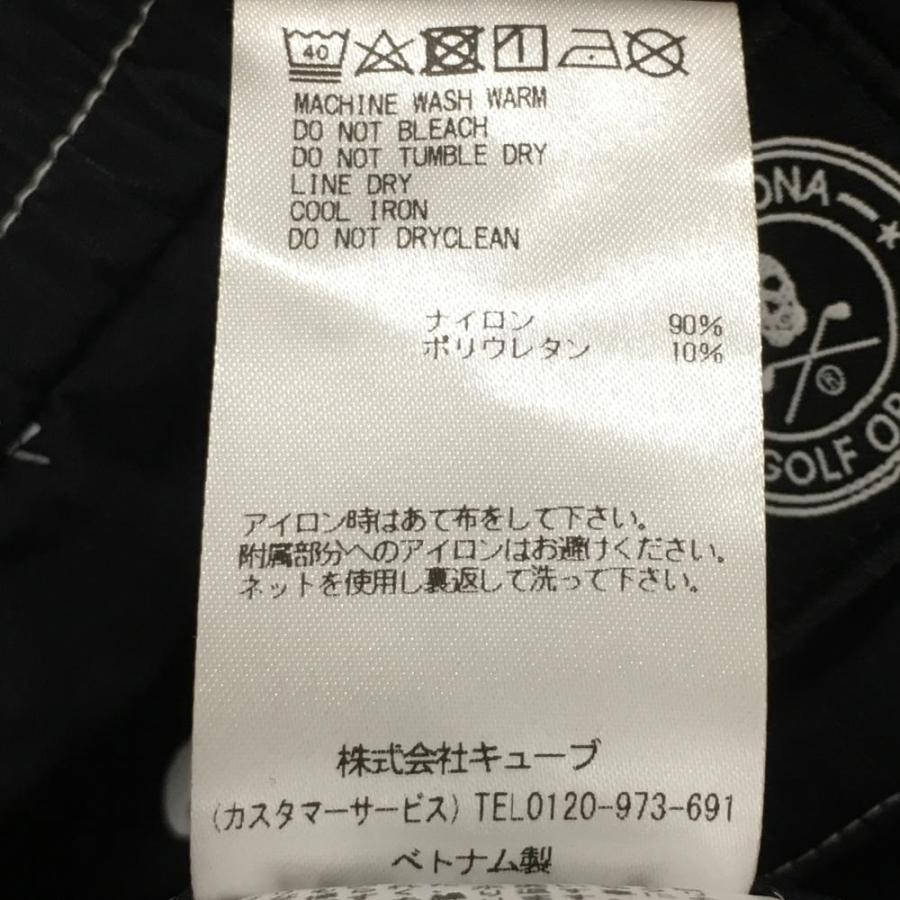 40
MACHINE WASH WARM
DO NOT BLEACH
DO NOT TUMBLE DRY
LINE DRY
COOL IRON
DO NOT DRYCLEAN
ナイロン 90%
ポリウレタン 10%
アイロン時はあて布をして下さい。
附属部分へのアイロンはお避けください。
ネットを使用し裏返して洗って下さい。
株式会社キューブ
(カスタマーサービス) TEL0120-973-691
ベトナム製
GOLF
®